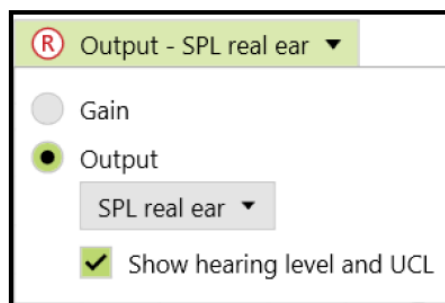 R Output - SPL real ear
Gain
Output
SPL real ear
Show hearing level and UCL